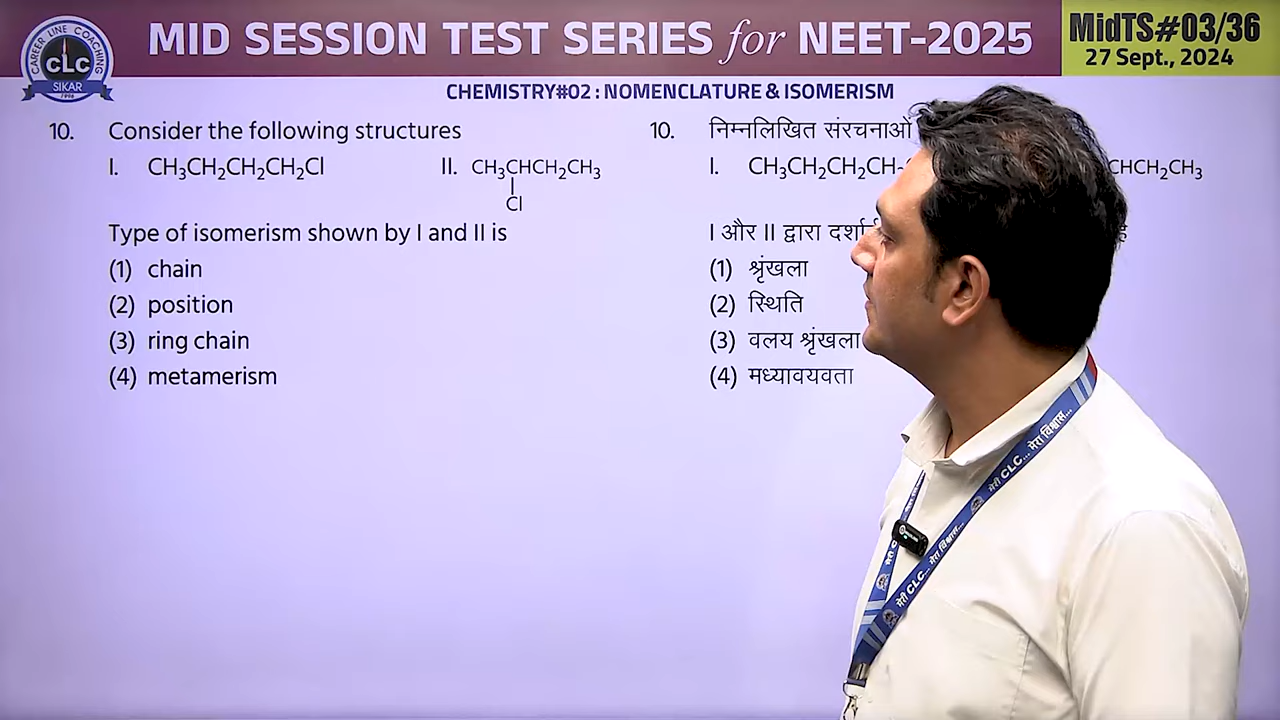 MID SESSION TEST SERIES for NEET-2025
MidTS#03/36
27 Sept., 2024
CAREER LINE COACHING
CLC
SIKAR
1996
CHEMISTRY#02 : NOMENCLATURE & ISOMERISM
10. Consider the following structures
I. CH₃CH₂CH₂CH₂Cl II. CH₃CHCH₂CH₃
Cl
Type of isomerism shown by I and II is
(1) chain
(2) position
(3) ring chain
(4) metamerism
10. निम्नलिखित संरचनाओं
I. CH₃CH₂CH₂CH- CHCH₂CH₃
I और II द्वारा है
(1) श्रृंखला
(2) स्थिति
(3) वलय श्रृंखला
(4) मध्यावयवता
मेरी CLC... मेरा विश्वास...
मेरी CLC... मेरा विश्वास...